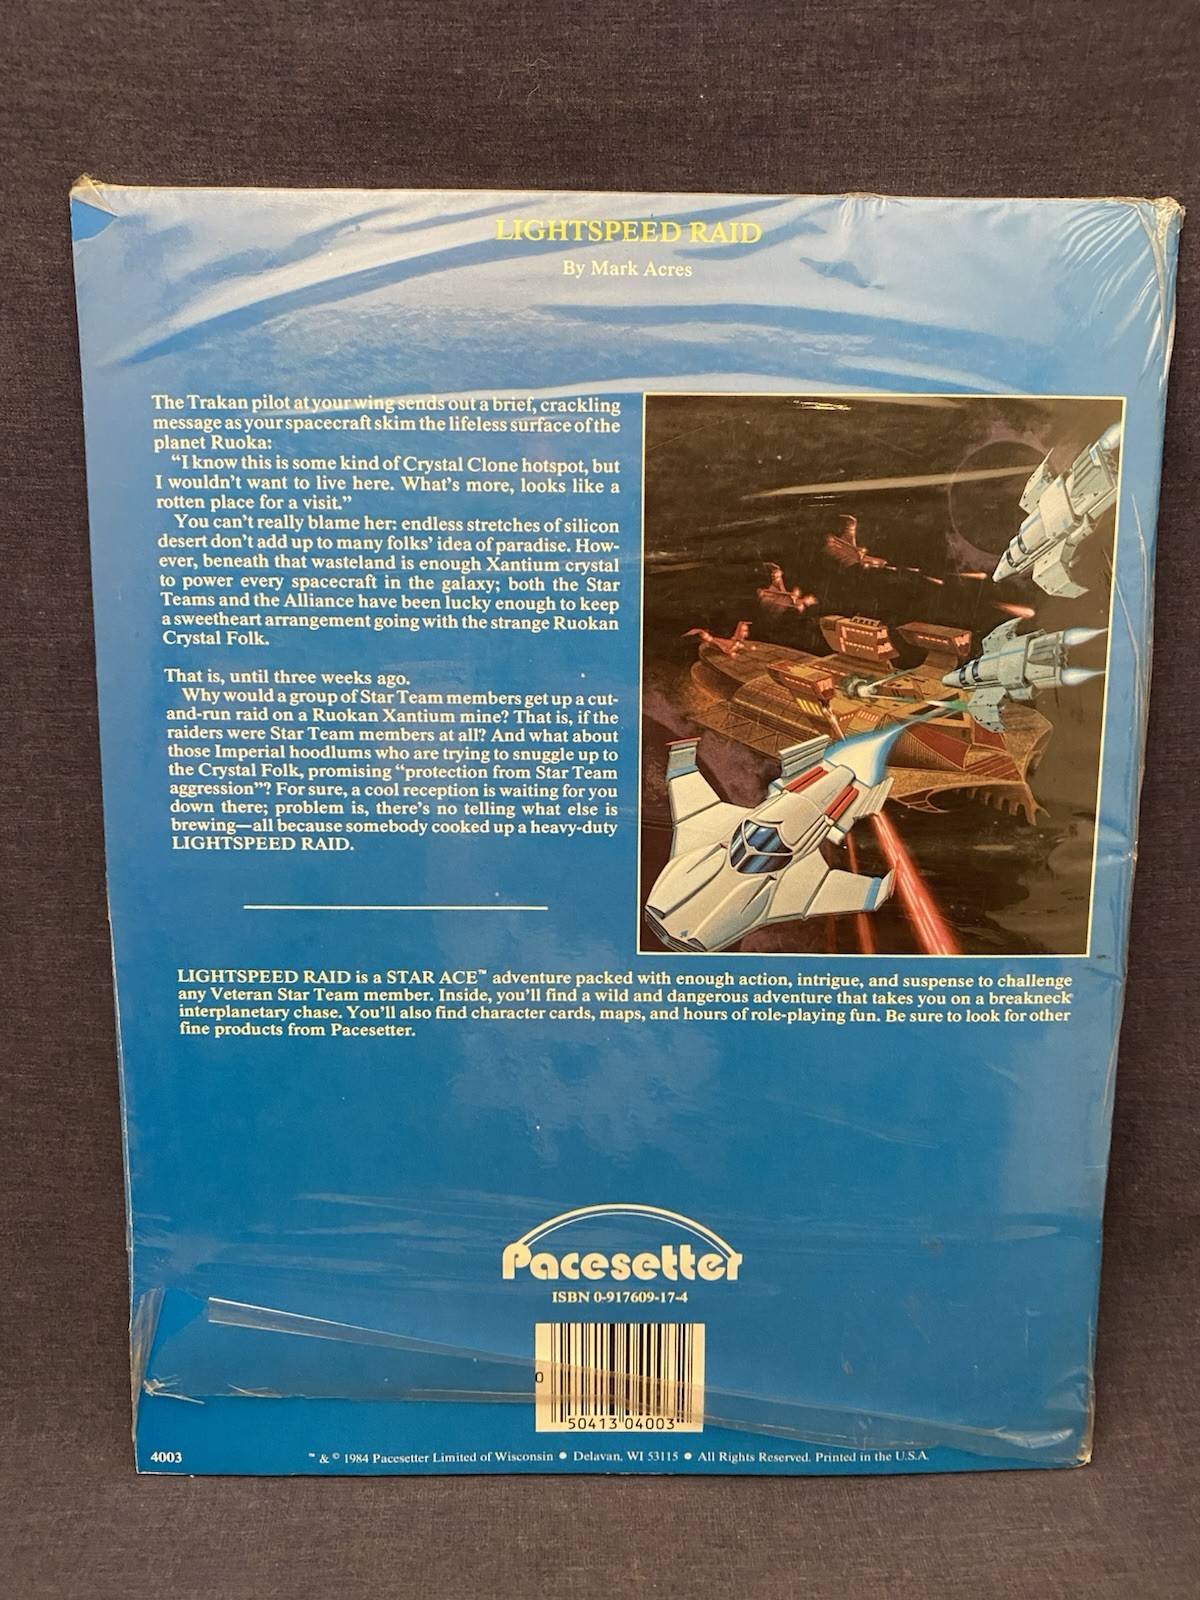 LIGHTSPEED RAID
By Mark Acres
The Trakan pilot at your wing sends out a brief, crackling
message as your spacecraft skim the lifeless surface of the
planet Ruoka:
“I know this is some kind of Crystal Clone hotspot, but
I wouldn’t want to live here. What’s more, looks like a
rotten place for a visit.”
You can’t really blame her: endless stretches of silicon
desert don’t add up to many folks’ idea of paradise. How-
ever, beneath that wasteland is enough Xantium crystal
to power every spacecraft in the galaxy; both the Star
Teams and the Alliance have been lucky enough to keep
a sweetheart arrangement going with the strange Ruokan
Crystal Folk.
That is, until three weeks ago.
Why would a group of Star Team members get up a cut-
and-run raid on a Ruokan Xantium mine? That is, if the
raiders were Star Team members at all? And what about
those Imperial hoodlums who are trying to snuggle up to
the Crystal Folk, promising “protection from Star Team
aggression”? For sure, a cool reception is waiting for you
down there; problem is, there’s no telling what else is
brewing—all because somebody cooked up a heavy-duty
LIGHTSPEED RAID.
LIGHTSPEED RAID is a STAR ACE™ adventure packed with enough action, intrigue, and suspense to challenge
any Veteran Star Team member. Inside, you’ll find a wild and dangerous adventure that takes you on a breakneck
interplanetary chase. You’ll also find character cards, maps, and hours of role-playing fun. Be sure to look for other
fine products from Pacesetter.
Pacesetter
ISBN 0-917609-17-4
0
50413 04003
4003
™ & © 1984 Pacesetter Limited of Wisconsin ● Delavan, WI 53115 ● All Rights Reserved. Printed in the U.S.A.